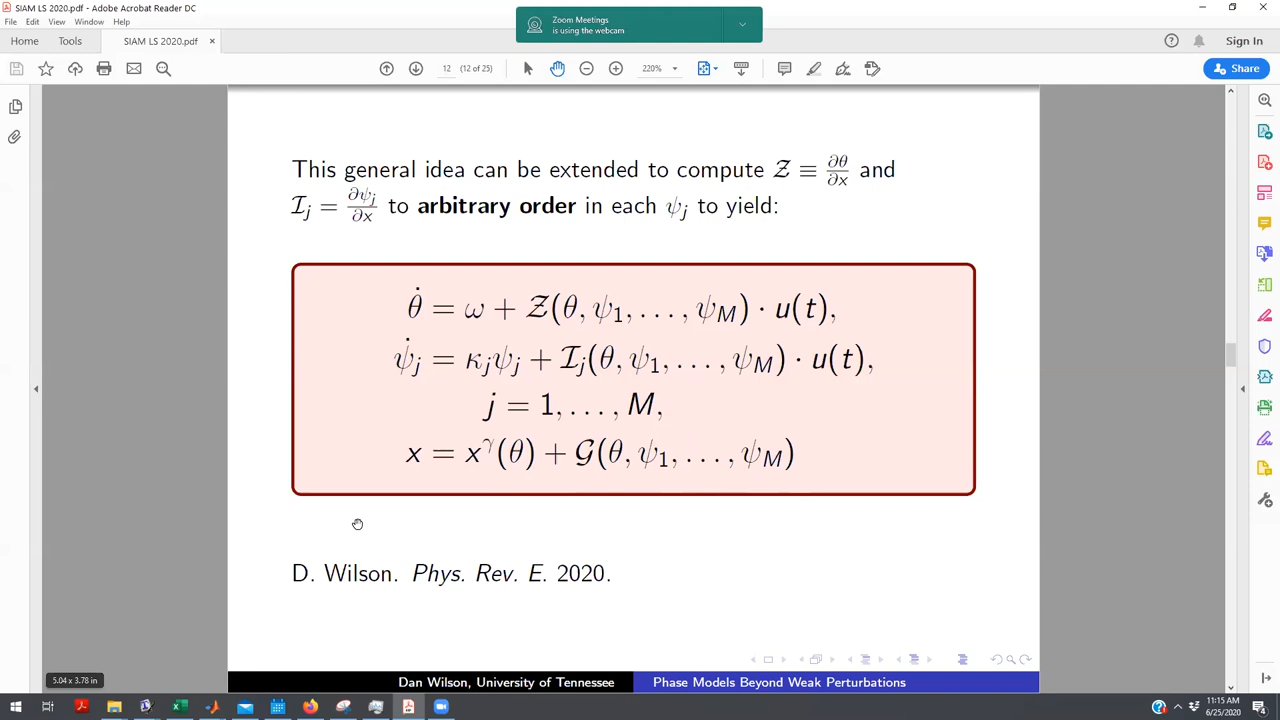 SIAM LS 2020.pdf - Adobe Acrobat Reader DC
File Edit View Window Help
Zoom Meetings
is using the webcam
Home Tools SIAM LS 2020.pdf × Sign In
12 (12 of 25) 220% Share
This general idea can be extended to compute 𝒵 ≡ ∂θ/∂x and
ℐⱼ = ∂ψⱼ/∂x to arbitrary order in each ψⱼ to yield:
θ̇ = ω + 𝒵(θ, ψ₁, . . . , ψ_M) · u(t),
ψ̇ⱼ = κⱼψⱼ + ℐⱼ(θ, ψ₁, . . . , ψ_M) · u(t),
j = 1, . . . , M,
x = x^γ(θ) + 𝒢(θ, ψ₁, . . . , ψ_M)
D. Wilson. Phys. Rev. E. 2020.
5.04 x 3.78 in
Dan Wilson, University of Tennessee Phase Models Beyond Weak Perturbations
11:15 AM
6/25/2020
4